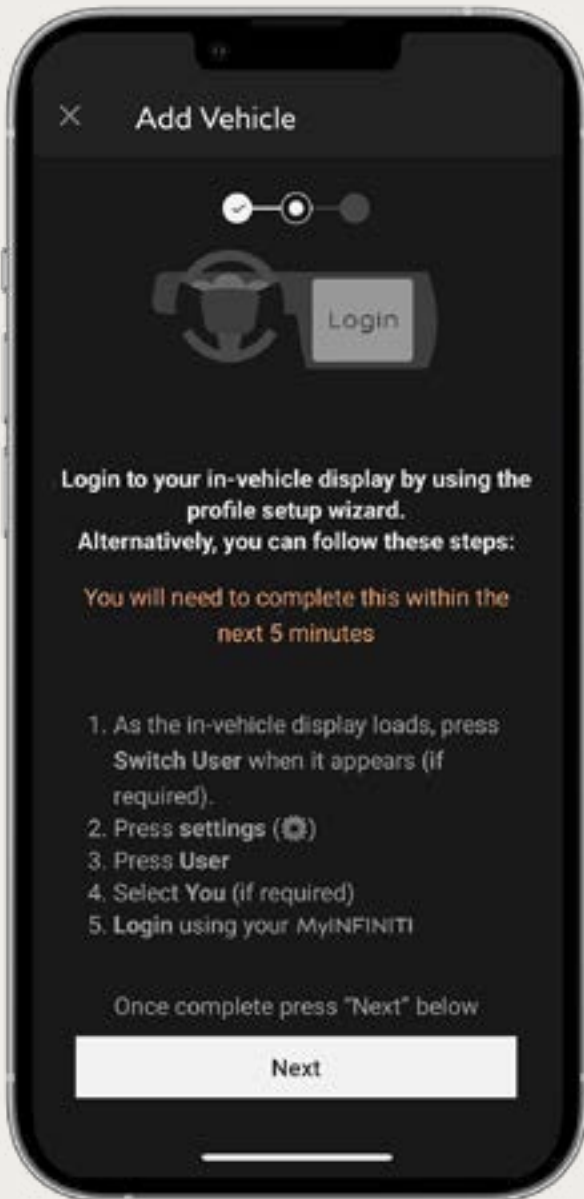 Add Vehicle
Login
Login to your in-vehicle display by using the
profile setup wizard.
Alternatively, you can follow these steps:
You will need to complete this within the
next 5 minutes
1. As the in-vehicle display loads, press
Switch User when it appears (if
required).
2. Press settings ( )
3. Press User
4. Select You (if required)
5. Login using your MyINFINITI
Once complete press "Next" below
Next